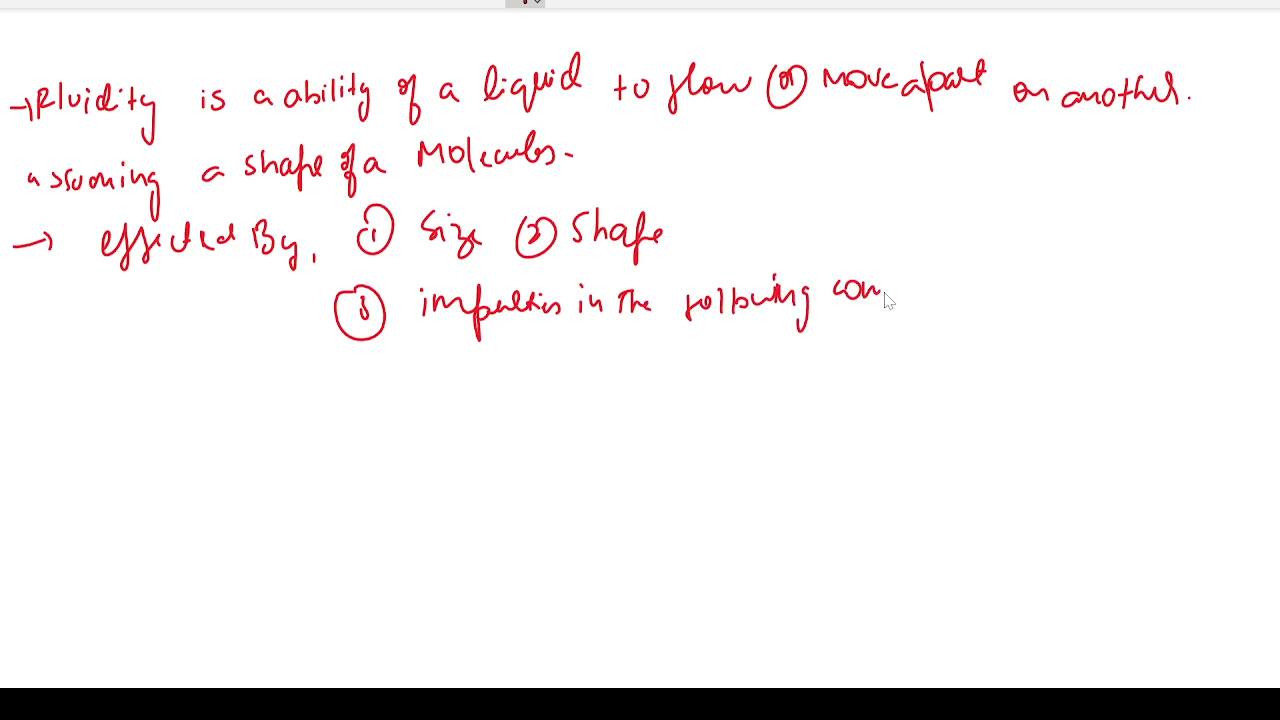 → Fluidity is a ability of a liquid to flow (or) move apart on another.
assuming a shape of a Molecules.
→ effected By, ① Size ② Shape
③ in the following con